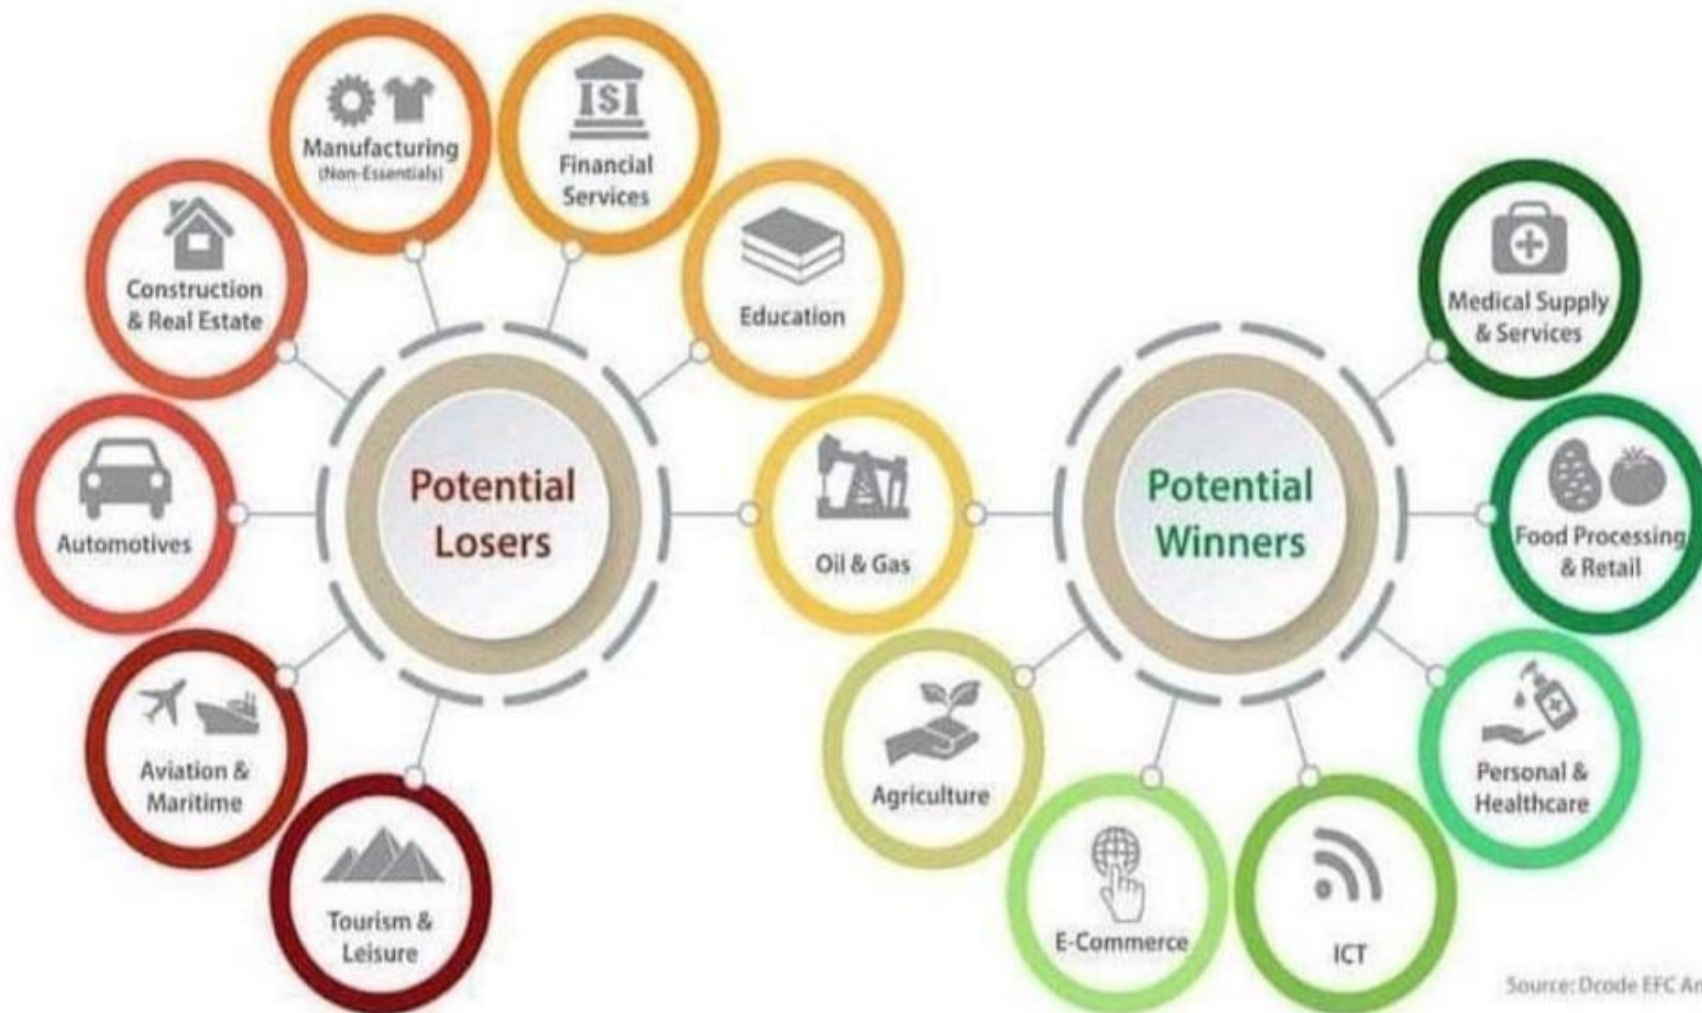 Manufacturing
(Non-Essentials)
Financial
Services
Construction
& Real Estate
Education
Automotives
Potential
Losers
Oil & Gas
Aviation &
Maritime
Tourism &
Leisure
Potential
Winners
Medical Supply
& Services
Food Processing
& Retail
Personal &
Healthcare
Agriculture
E-Commerce
ICT
$
Source: Dcode EFC An